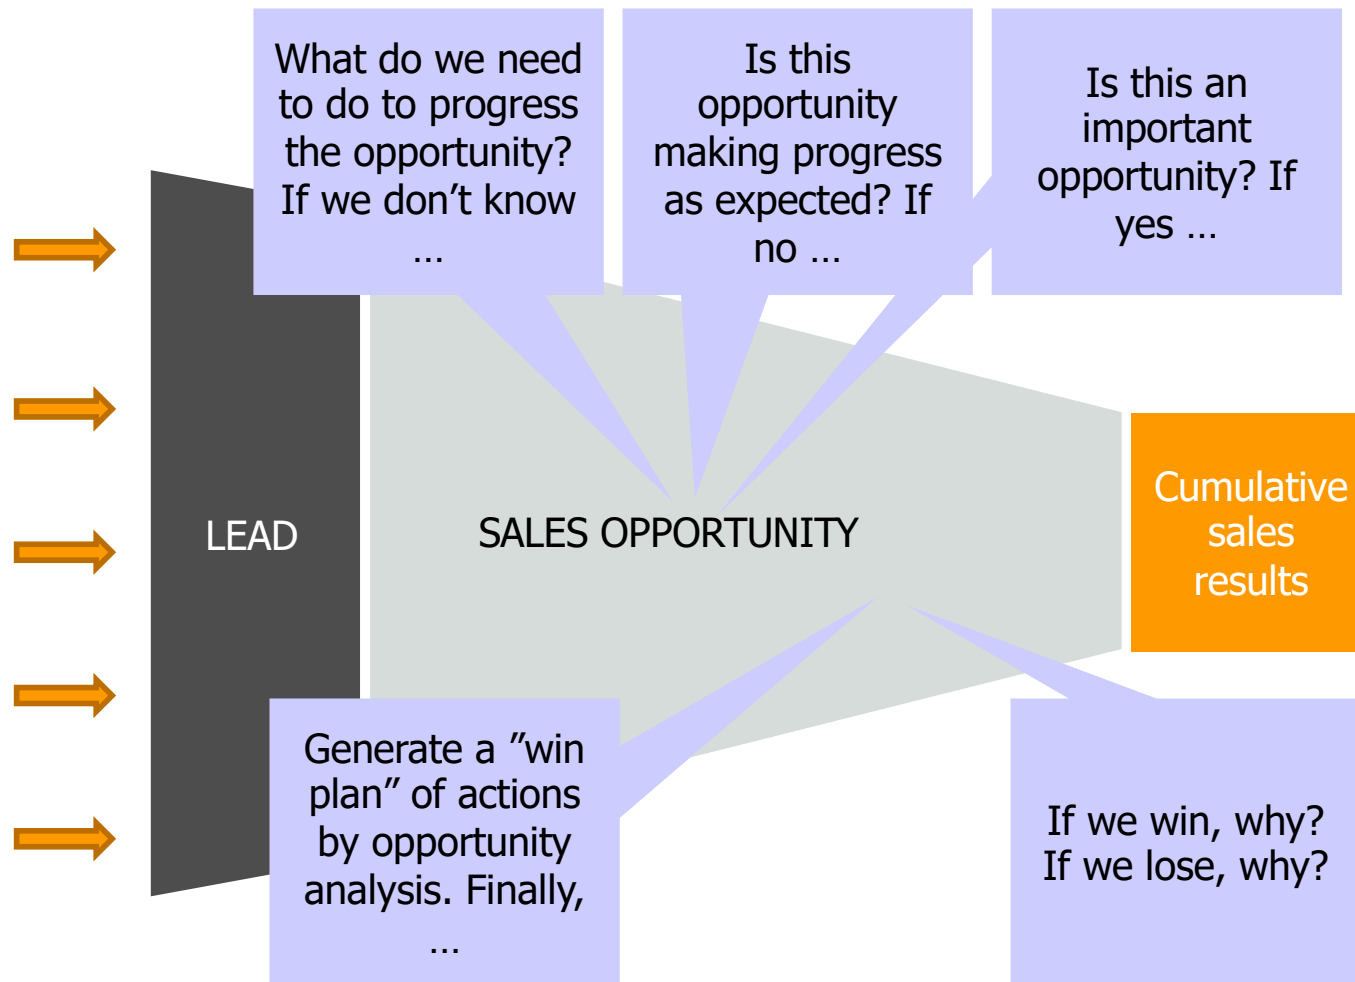 What do we need
to do to progress
the opportunity?
If we don’t know
…
Is this
opportunity
making progress
as expected? If
no …
Is this an
important
opportunity? If
yes …
LEAD
SALES OPPORTUNITY
Cumulative
sales
results
Generate a ”win
plan” of actions
by opportunity
analysis. Finally,
…
If we win, why?
If we lose, why?